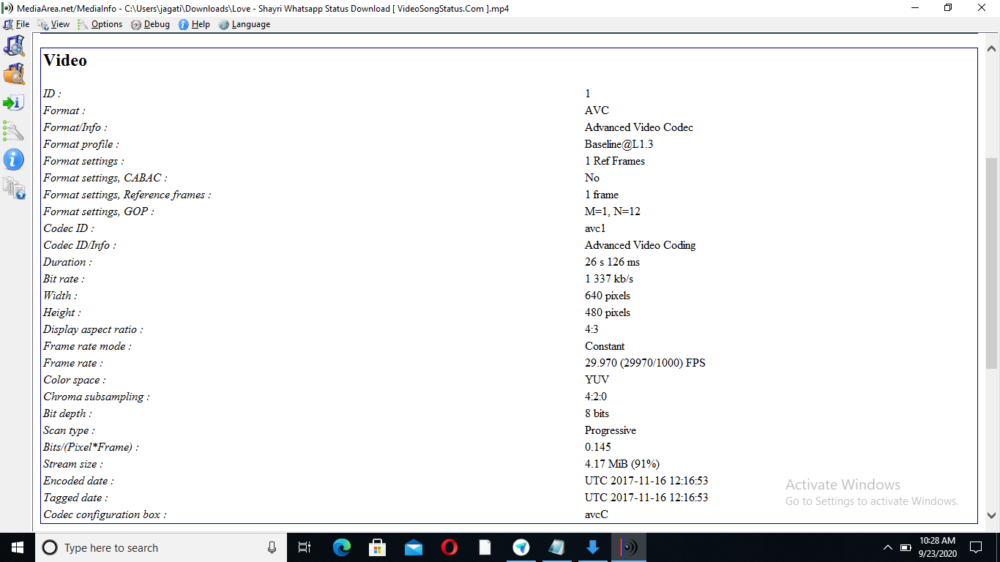 MediaArea.net/MediaInfo - C:\Users\jagati\Downloads\Love - Shayri Whatsapp Status Download [ VideoSongStatus.Com ].mp4
File View Options Debug Help Language
Video
ID : 1
Format : AVC
Format/Info : Advanced Video Codec
Format profile : Baseline@L1.3
Format settings : 1 Ref Frames
Format settings, CABAC : No
Format settings, Reference frames : 1 frame
Format settings, GOP : M=1, N=12
Codec ID : avc1
Codec ID/Info : Advanced Video Coding
Duration : 26 s 126 ms
Bit rate : 1 337 kb/s
Width : 640 pixels
Height : 480 pixels
Display aspect ratio : 4:3
Frame rate mode : Constant
Frame rate : 29.970 (29970/1000) FPS
Color space : YUV
Chroma subsampling : 4:2:0
Bit depth : 8 bits
Scan type : Progressive
Bits/(Pixel*Frame) : 0.145
Stream size : 4.17 MiB (91%)
Encoded date : UTC 2017-11-16 12:16:53
Tagged date : UTC 2017-11-16 12:16:53
Codec configuration box : avcC
Activate Windows
Go to Settings to activate Windows.
Type here to search
10:28 AM
9/23/2020